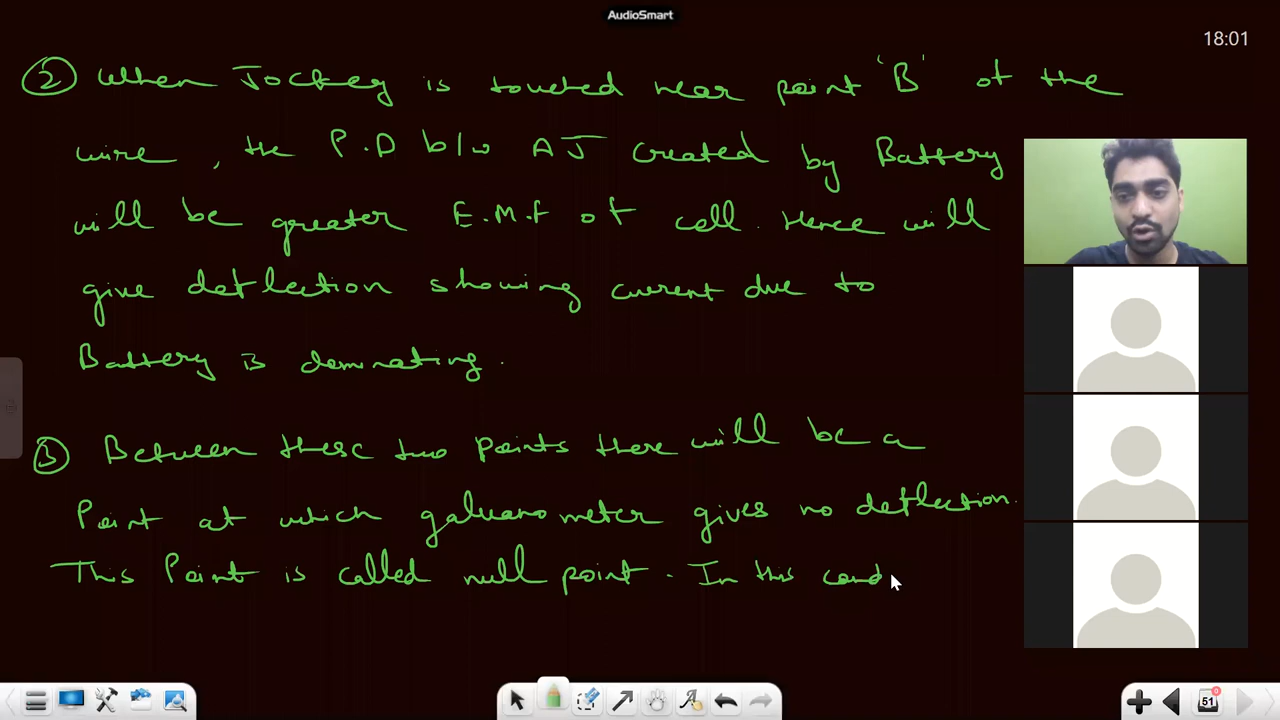 AudioSmart
18:01
② When Jockey is touched near point 'B' of the
wire, the P.D b/w AJ created by Battery
will be greater E.M.F of cell. Hence will
give deflection showing current due to
Battery is dominating.
③ Between these two points there will be a
Point at which galvanometer gives no deflection.
This Point is called null point. In this cond
51
0